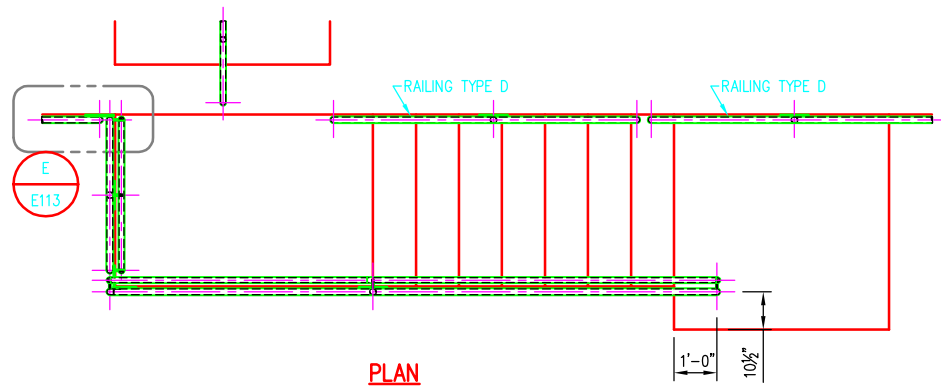 RAILING TYPE D
RAILING TYPE D
E
E113
1'-0"
10½"
PLAN